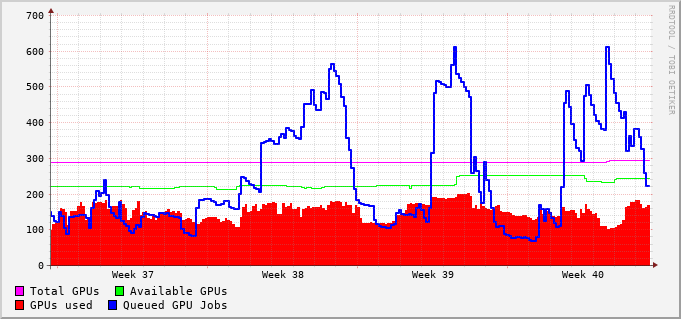 700
600
500
400
300
200
100
0
Week 37 Week 38 Week 39 Week 40
Total GPUs Available GPUs
GPUs used Queued GPU Jobs
RRDTOOL / TOBI OETIKER